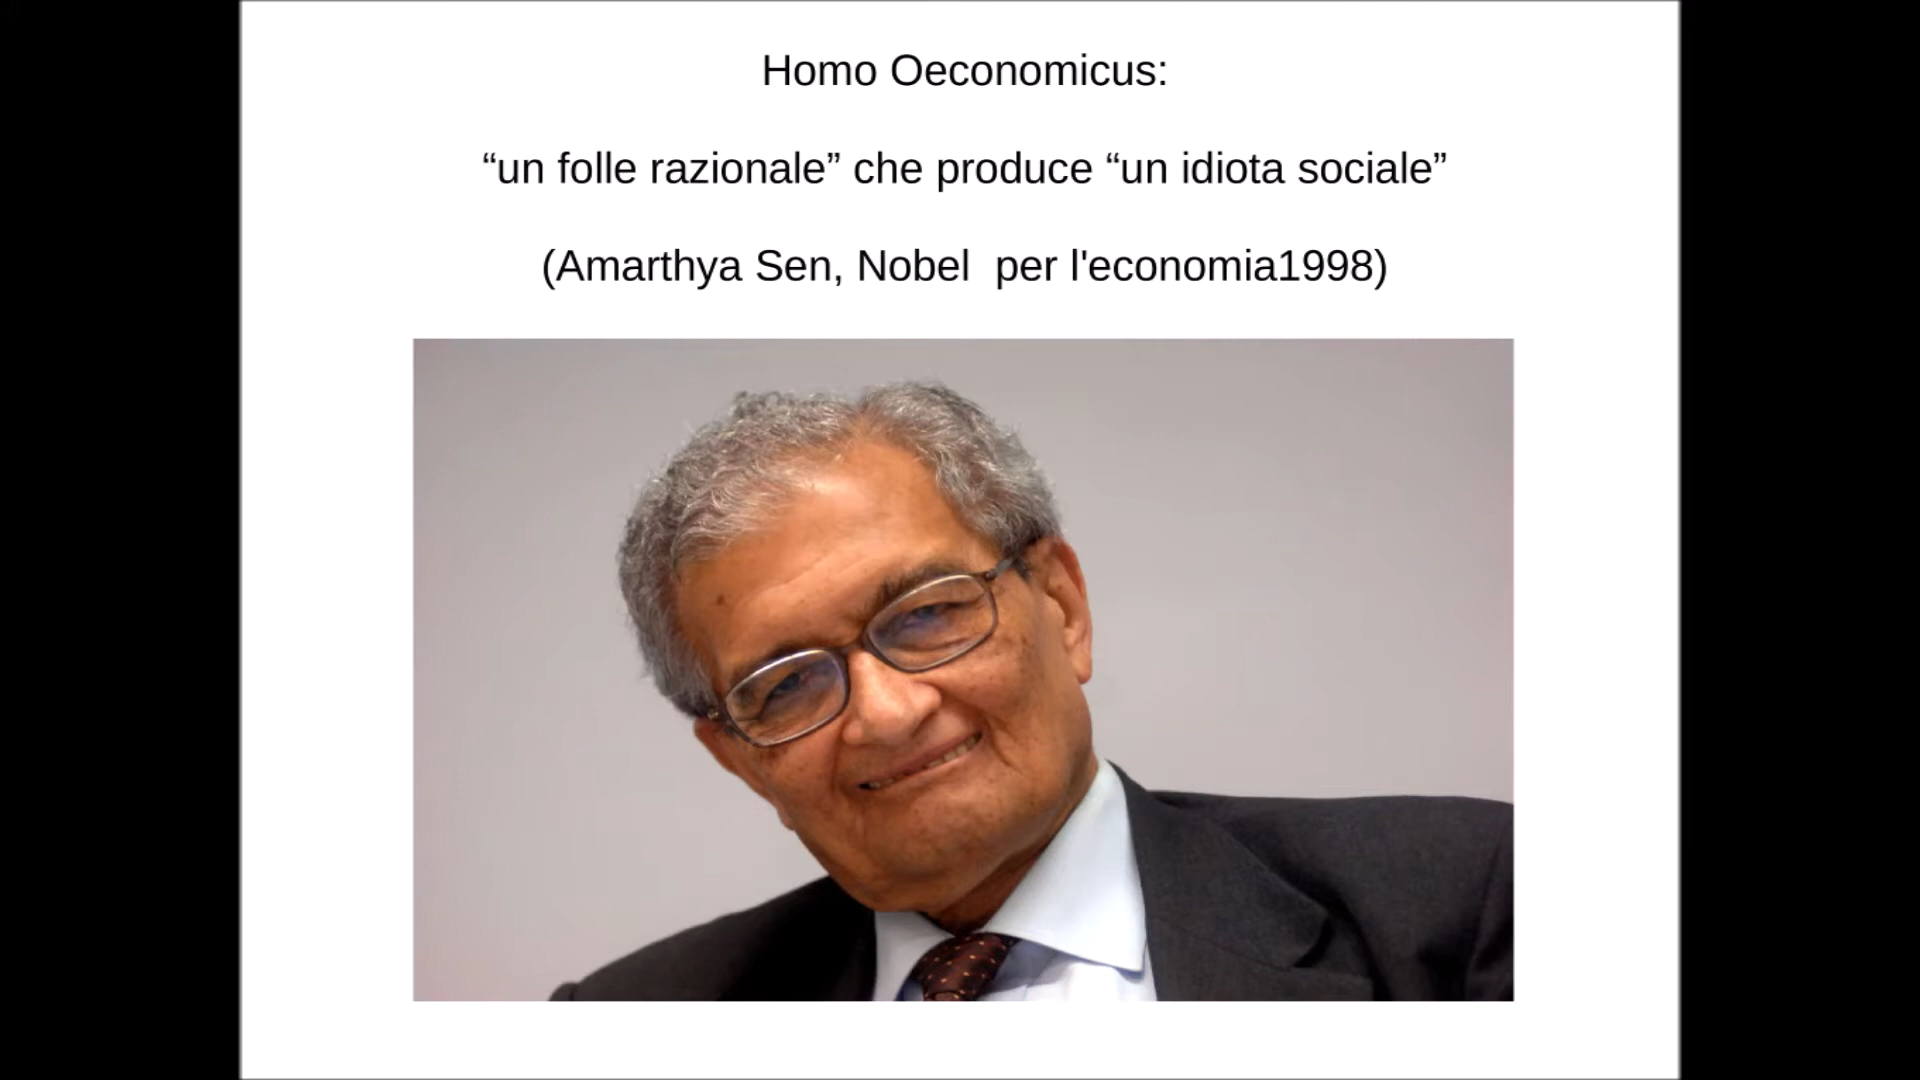 Homo Oeconomicus:
“un folle razionale” che produce “un idiota sociale”
(Amarthya Sen, Nobel  per l'economia1998)